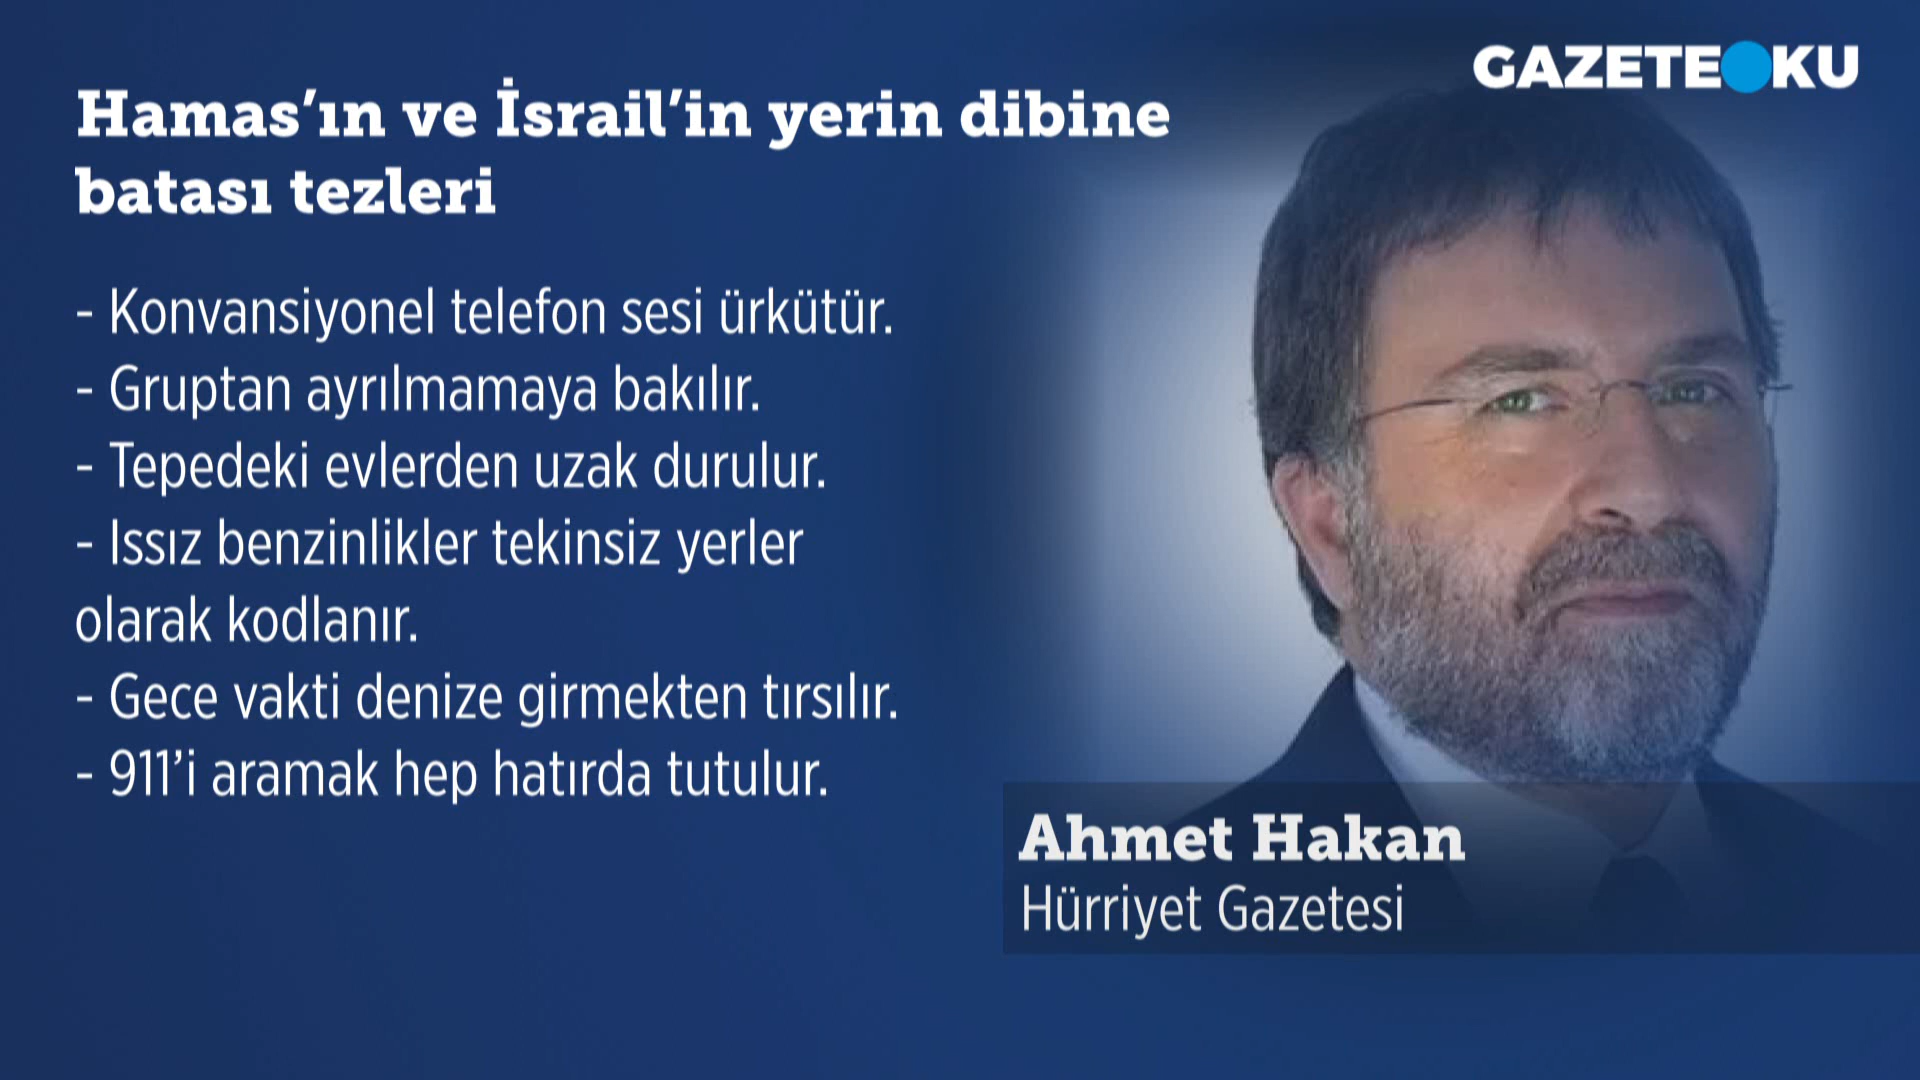 GAZETEOKU
Hamas’ın ve İsrail’in yerin dibine
batası tezleri
- Konvansiyonel telefon sesi ürkütür.
- Gruptan ayrılmamaya bakılır.
- Tepedeki evlerden uzak durulur.
- Issız benzinlikler tekinsiz yerler
olarak kodlanır.
- Gece vakti denize girmekten tırsılır.
- 911’i aramak hep hatırda tutulur.
Ahmet Hakan
Hürriyet Gazetesi